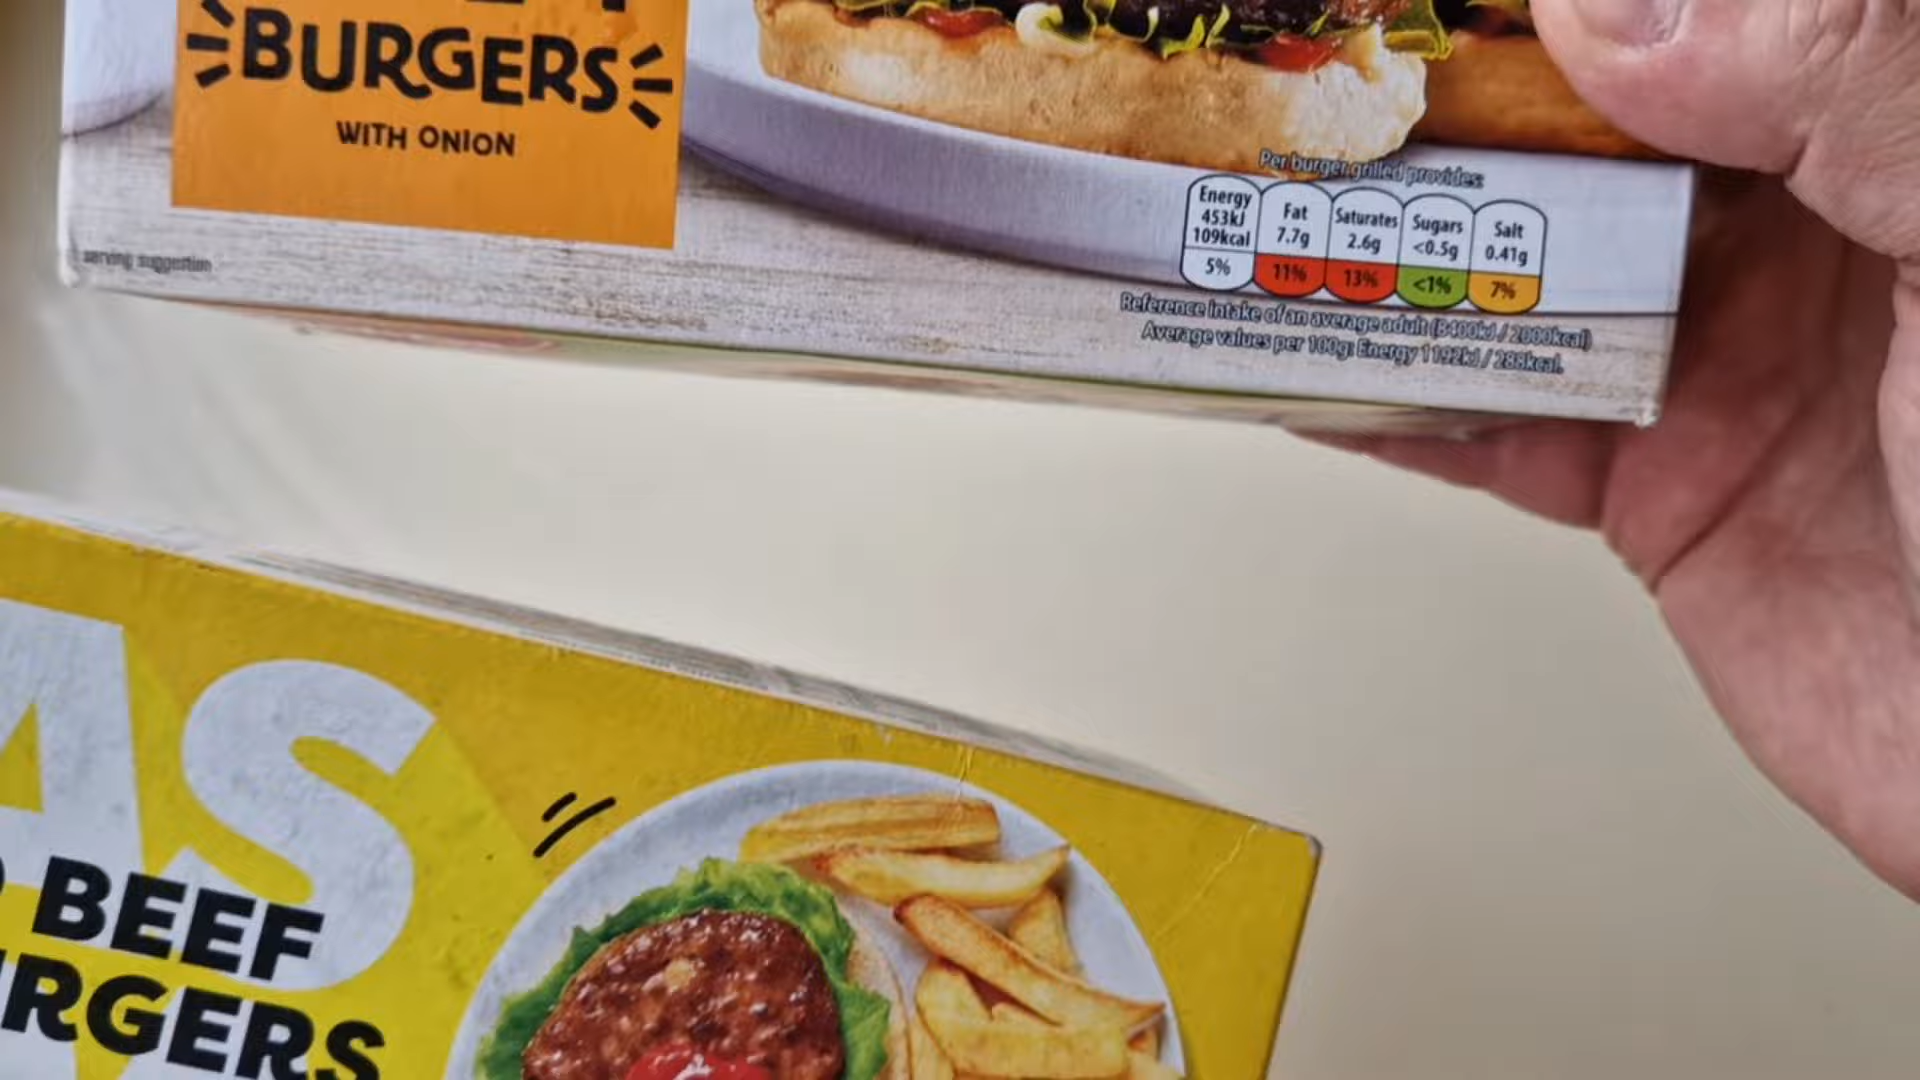 BURGERS
WITH ONION
serving suggestion
Per burger grilled provides:
Energy
453kJ
109kcal
5%
Fat
7.7g
11%
Saturates
2.6g
13%
Sugars
<0.5g
<1%
Salt
0.41g
7%
Reference intake of an average adult (8400kJ / 2000kcal)
Average values per 100g: Energy 1192kJ / 288kcal.
AS
BEEF
RGERS